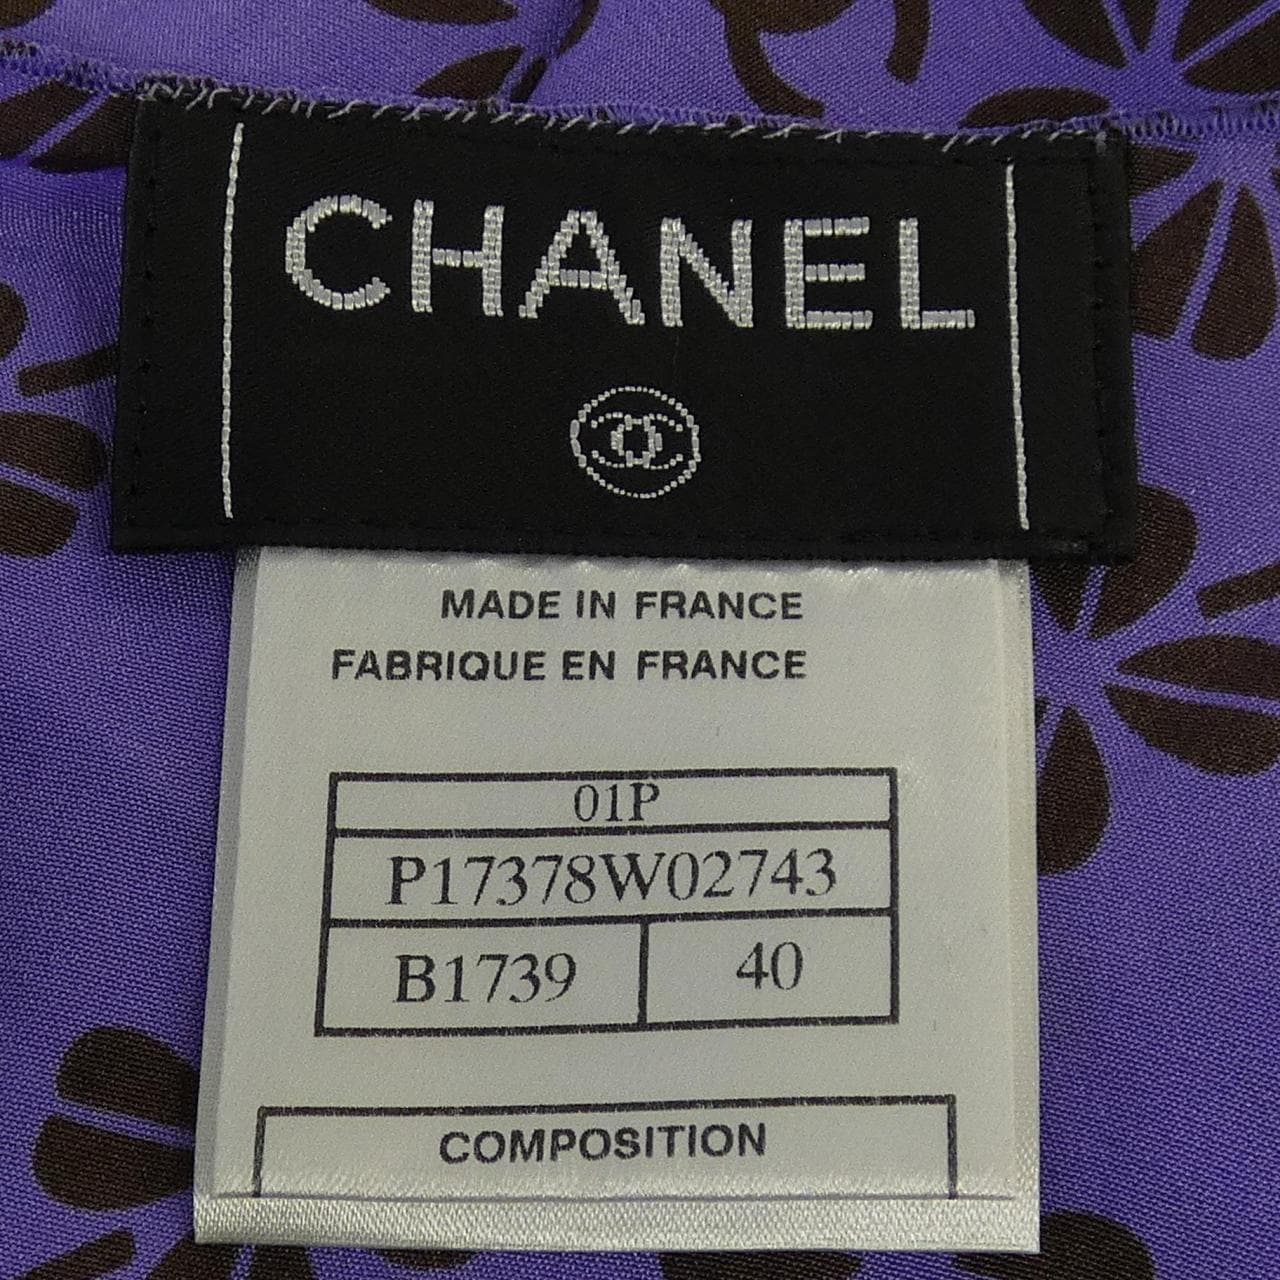 CHANEL
MADE IN FRANCE
FABRIQUE EN FRANCE
01P
P17378W02743
B1739 40
COMPOSITION